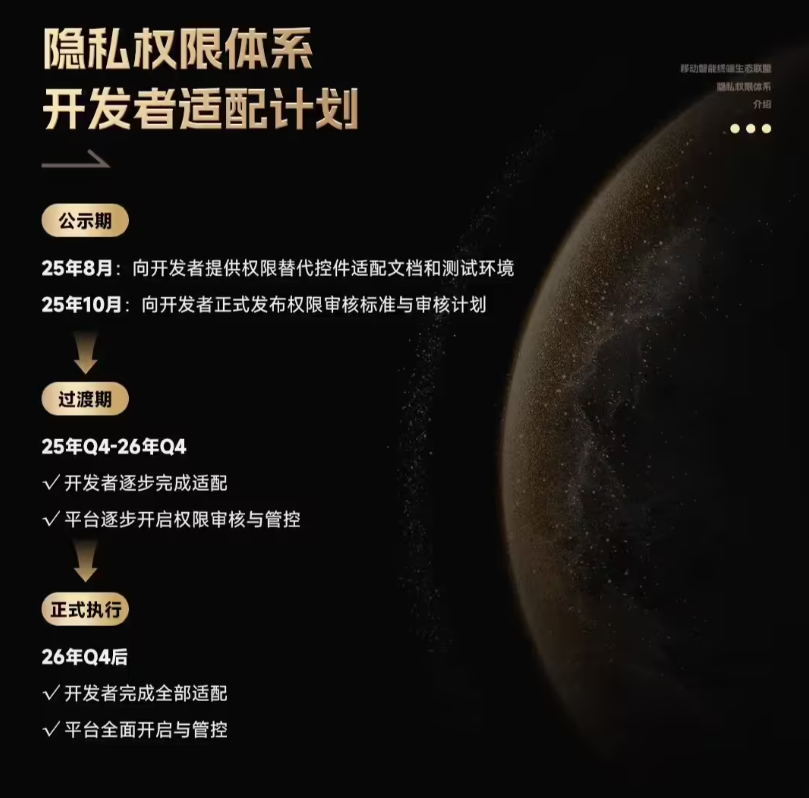 隐私权限体系
开发者适配计划
移动智能终端生态联盟
隐私权限体系
介绍
公示期
25年8月：向开发者提供权限替代控件适配文档和测试环境
25年10月：向开发者正式发布权限审核标准与审核计划
过渡期
25年Q4-26年Q4
✓开发者逐步完成适配
✓平台逐步开启权限审核与管控
正式执行
26年Q4后
✓开发者完成全部适配
✓平台全面开启与管控